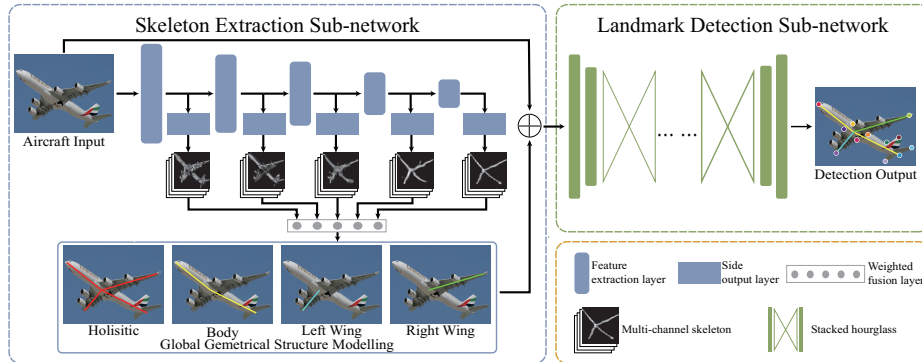 Skeleton Extraction Sub-network
Landmark Detection Sub-network
Aircraft Input
... ...
Detection Output
Holisitic
Body
Left Wing
Right Wing
Global Gemetrical Structure Modelling
Feature
extraction layer
Side
output layer
Weighted
fusion layer
Multi-channel skeleton
Stacked hourglass